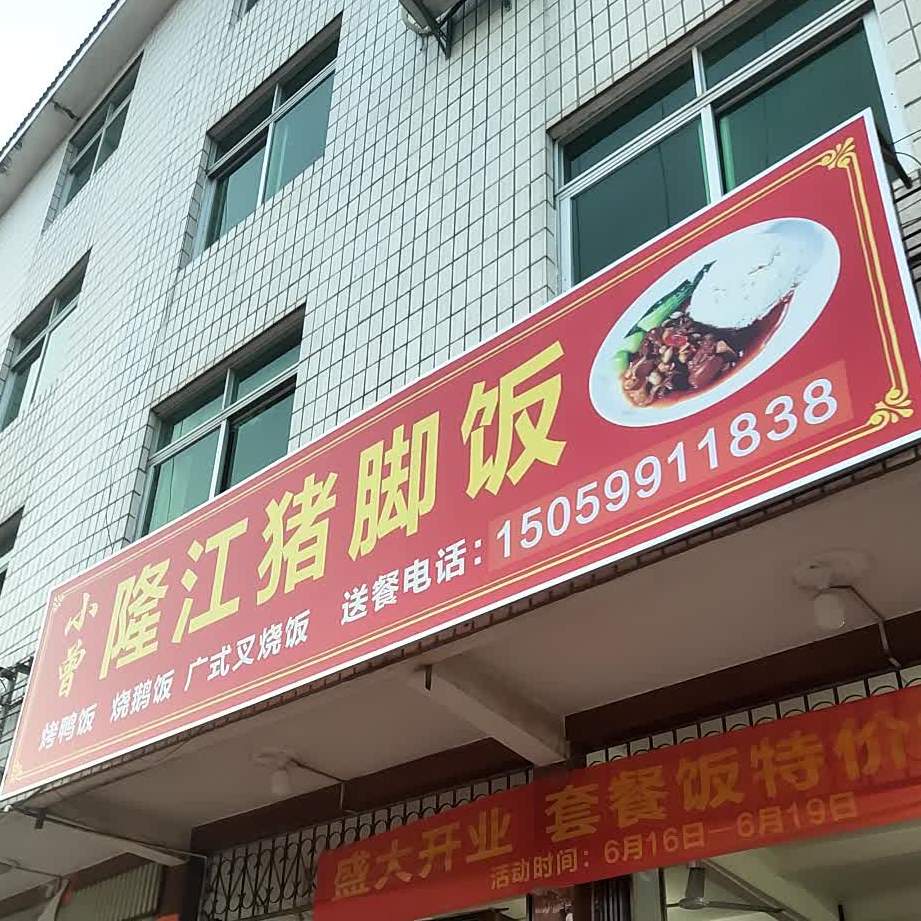 小曾 隆江猪脚饭
烤鸭饭 烧鹅饭 广式叉烧饭 送餐电话：15059911838
盛大开业 套餐饭特价
活动时间：6月16日—6月19日